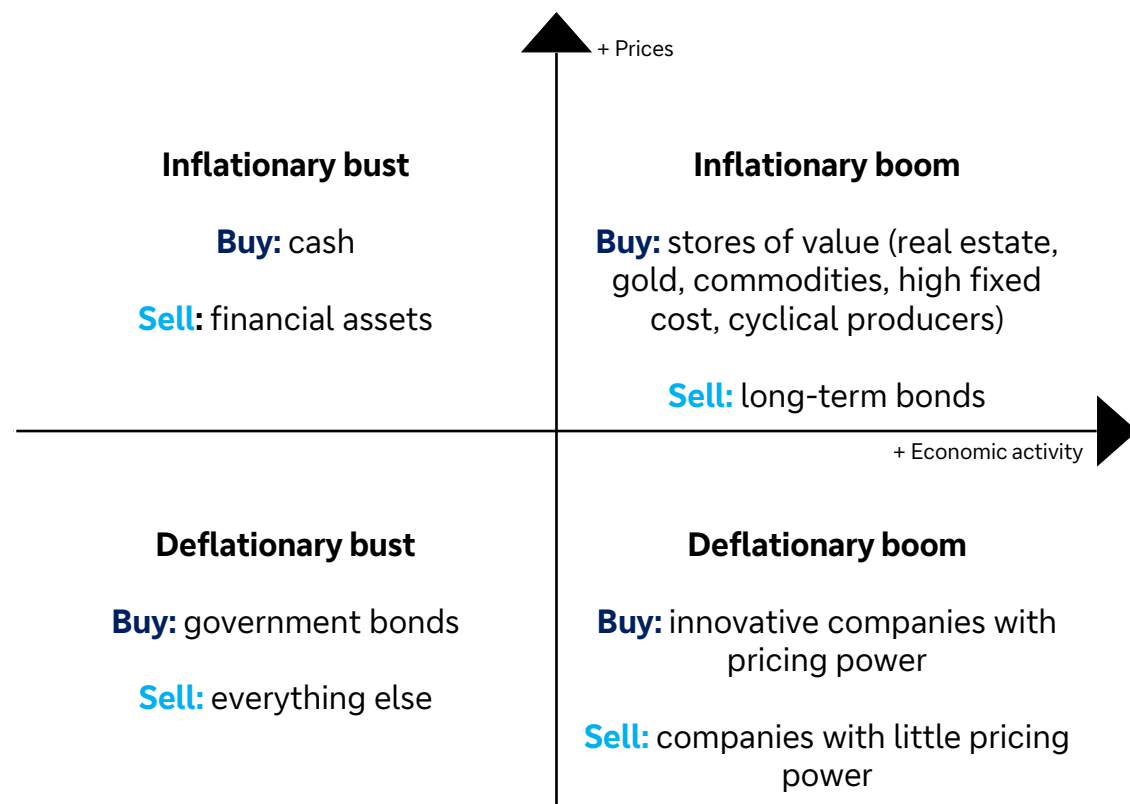 + Prices
Inflationary bust
Buy: cash
Sell: financial assets
Inflationary boom
Buy: stores of value (real estate,
gold, commodities, high fixed
cost, cyclical producers)
Sell: long-term bonds
+ Economic activity
Deflationary bust
Buy: government bonds
Sell: everything else
Deflationary boom
Buy: innovative companies with
pricing power
Sell: companies with little pricing
power